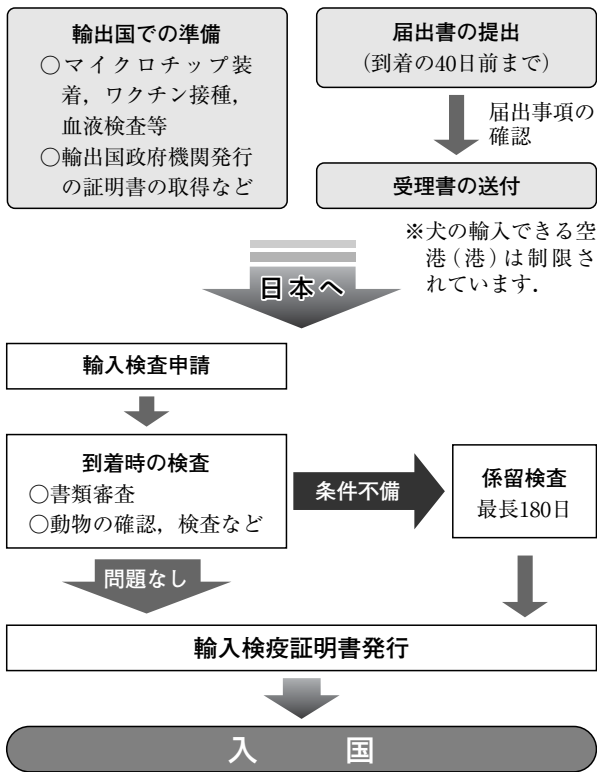 輸出国での準備
○マイクロチップ装
着，ワクチン接種，
血液検査等
○輸出国政府機関発行
の証明書の取得など
届出書の提出
(到着の40日前まで)
届出事項の
確認
受理書の送付
※犬の輸入できる空
港(港)は制限さ
れています．
日本へ
輸入検査申請
到着時の検査
○書類審査
○動物の確認，検査など
条件不備
係留検査
最長180日
問題なし
輸入検疫証明書発行
入 国